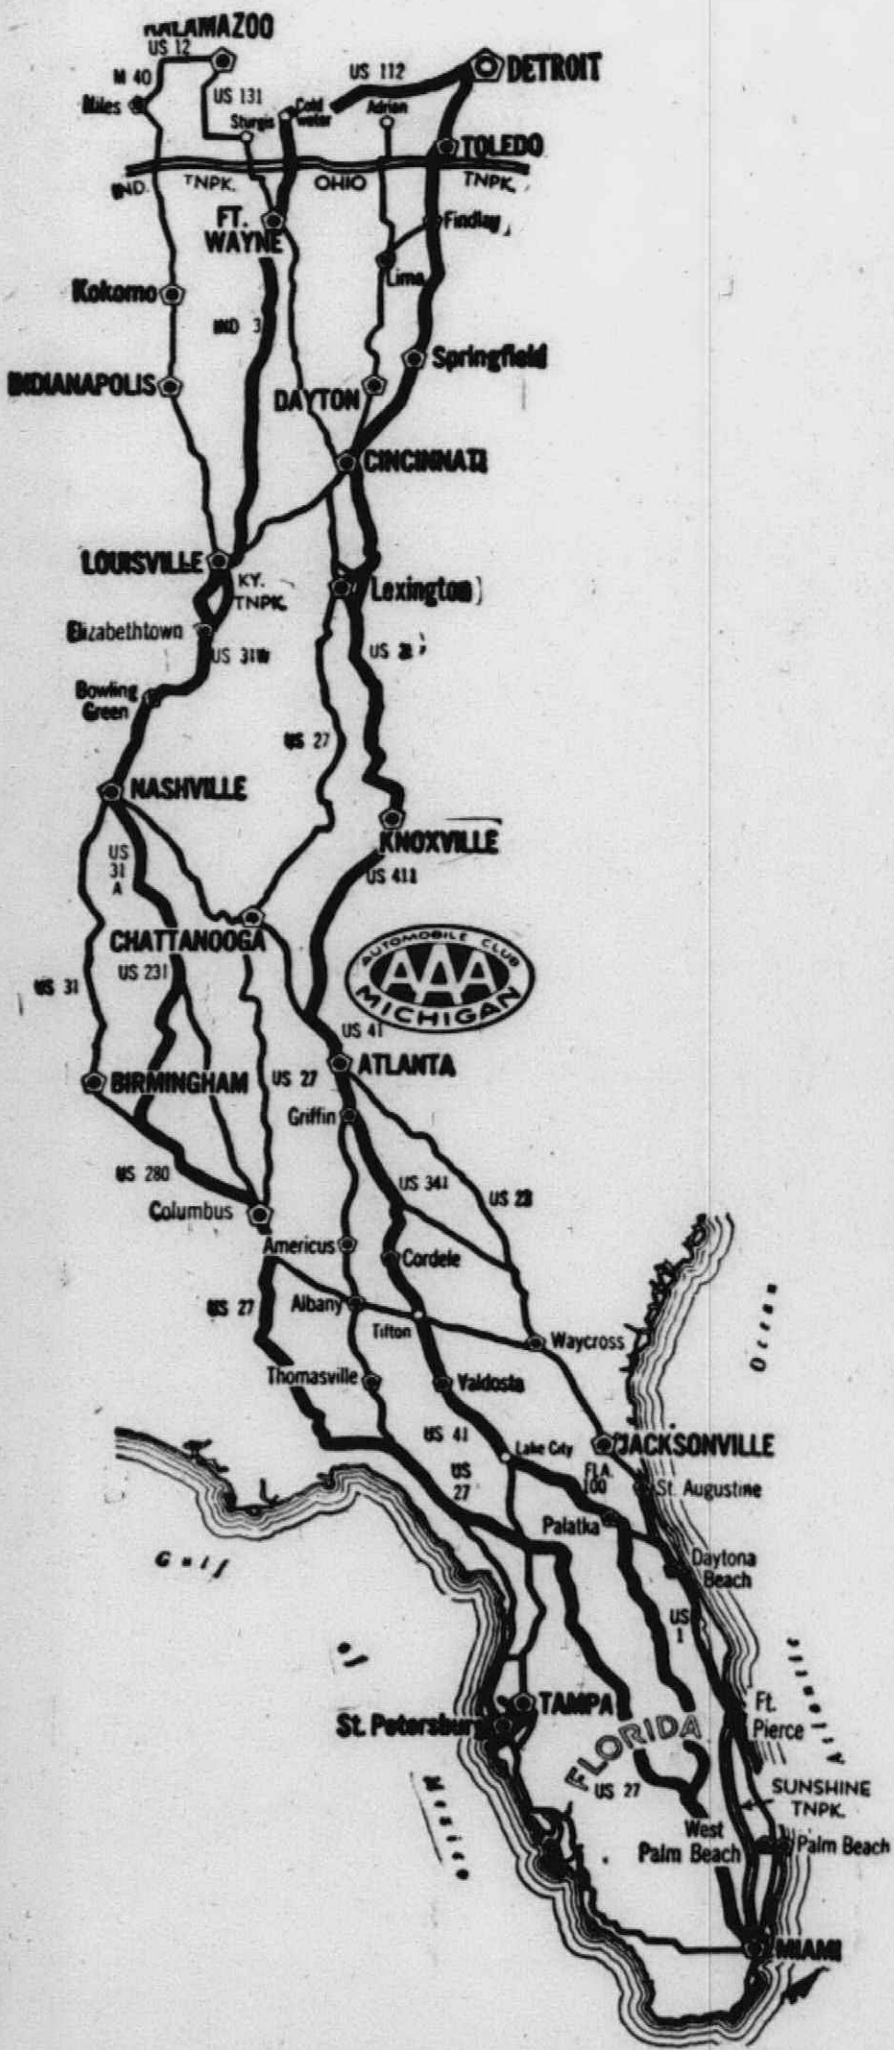 KALAMAZOO
US 12
M 40
US 131
US 112
DETROIT
Niles
Sturgis
Cold
water
Adrian
TOLEDO
IND.
TNPK.
OHIO
TNPK.
FT.
WAYNE
Findlay
Lima
Kokomo
IND 3
Springfield
INDIANAPOLIS
DAYTON
CINCINNATI
LOUISVILLE
KY.
TNPK.
Lexington
Elizabethtown
US 31W
US
Bowling
Green
US 27
NASHVILLE
KNOXVILLE
US
31
A
US 411
CHATTANOOGA
AUTOMOBILE CLUB
AAA
MICHIGAN
US 31
US 231
US 41
ATLANTA
BIRMINGHAM
US 27
Griffin
US 280
US 341
US 23
Columbus
Americus
Cordele
US 27
Albany
Tifton
Waycross
Thomasville
Valdosta
Ocean
US 41
Lake City
JACKSONVILLE
US
27
FLA.
100
St. Augustine
Palatka
Gulf
Daytona
Beach
US
1
of
TAMPA
Ft.
Pierce
Atlantic
St. Petersburg
FLORIDA
US 27
Mexico
SUNSHINE
TNPK.
West
Palm Beach
Palm Beach
MIAMI